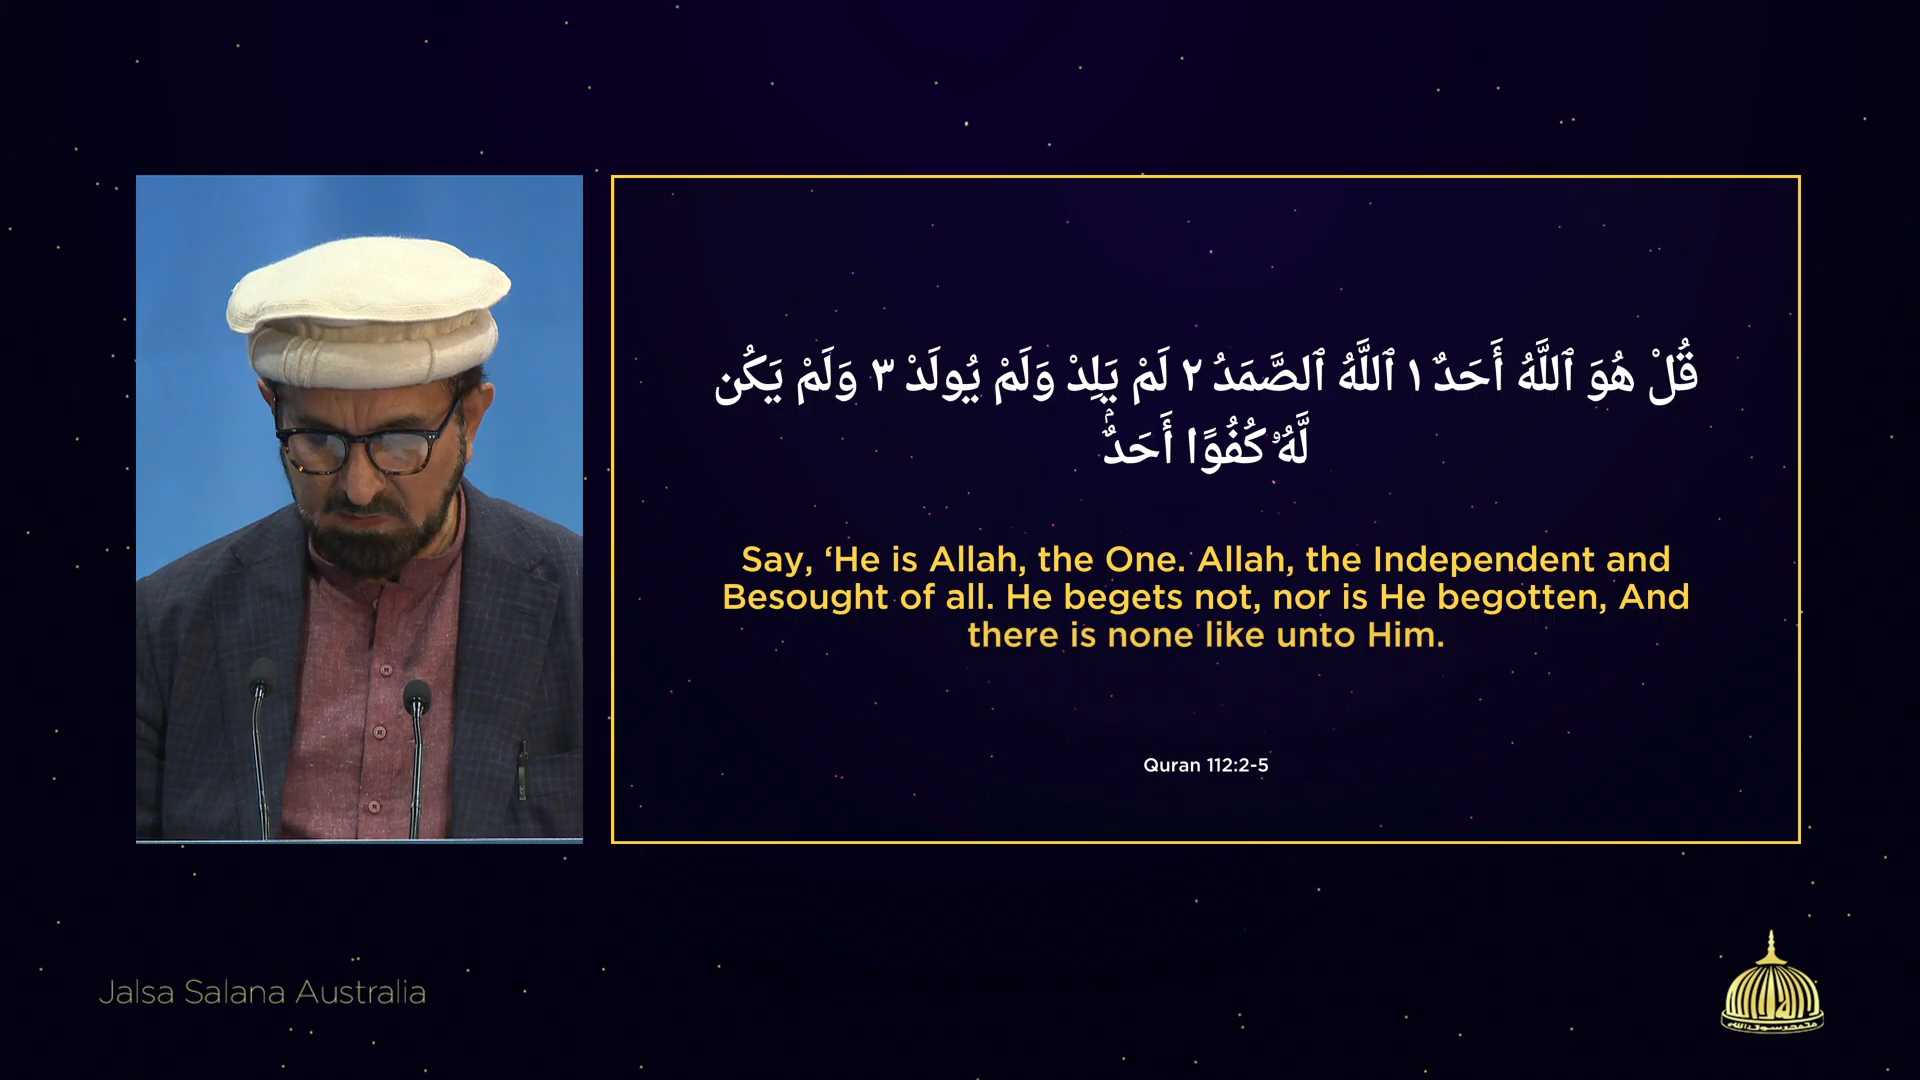 قُلْ هُوَ ٱللَّهُ أَحَدٌ ١ ٱللَّهُ ٱلصَّمَدُ ٢ لَمْ يَلِدْ وَلَمْ يُولَدْ ٣ وَلَمْ يَكُن
لَّهُۥ كُفُوًا أَحَدٌۢ
Say, ‘He is Allah, the One. Allah, the Independent and
Besought of all. He begets not, nor is He begotten, And
there is none like unto Him.
Quran 112:2-5
Jalsa Salana Australia